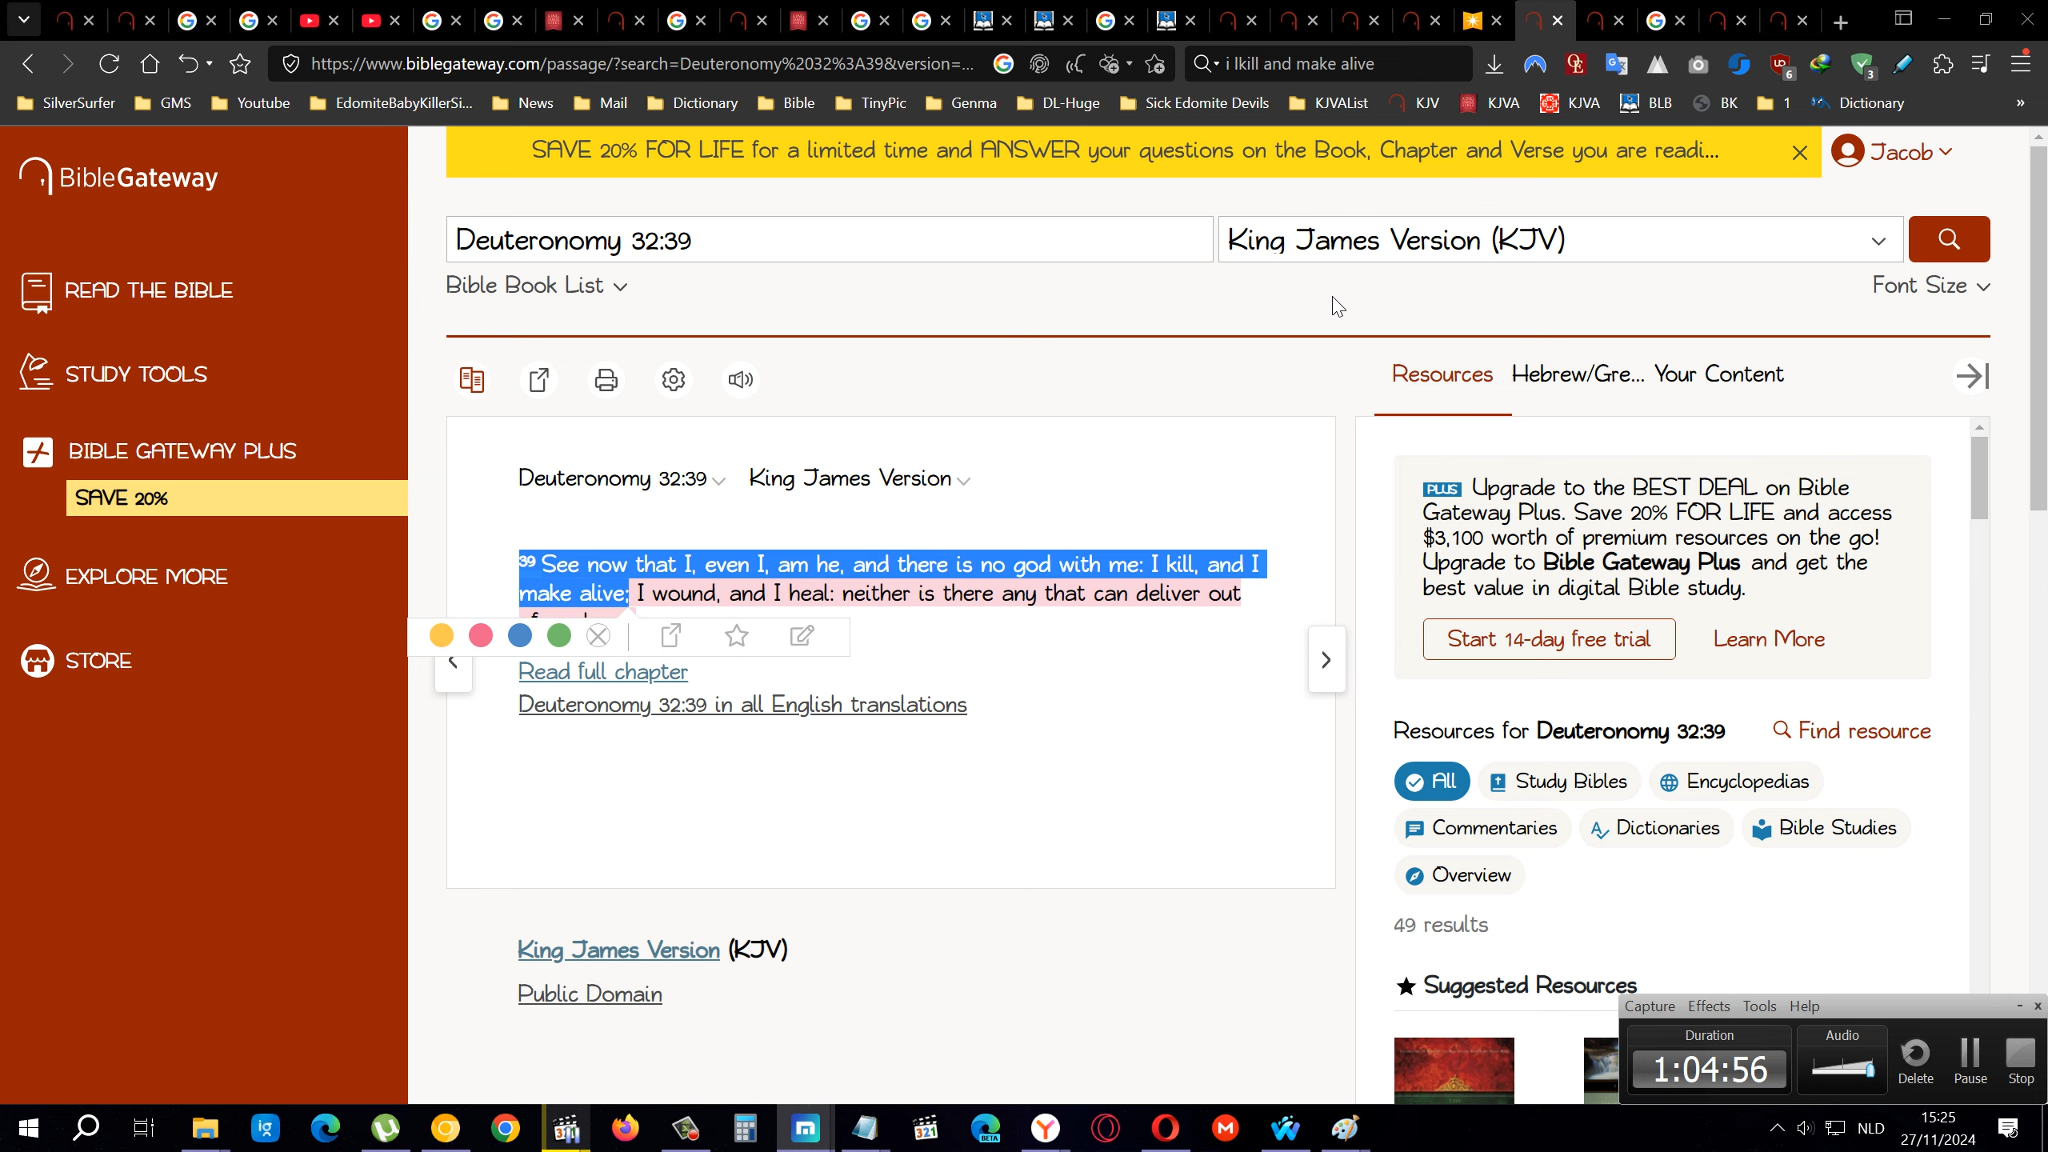 https://www.biblegateway.com/passage/?search=Deuteronomy%2032%3A39&version=...
i lkill and make alive
6
3
SilverSurfer
GMS
Youtube
EdomiteBabyKillerSi...
News
Mail
Dictionary
Bible
TinyPic
Genma
DL-Huge
Sick Edomite Devils
KJVAList
KJV
KJVA
KJVA
BLB
BK
1
Dictionary
»
BibleGateway
READ THE BIBLE
STUDY TOOLS
BIBLE GATEWAY PLUS
SAVE 20%
EXPLORE MORE
STORE
SAVE 20% FOR LIFE for a limited time and ANSWER your questions on the Book, Chapter and Verse you are readi...
Jacob
Deuteronomy 32:39
King James Version (KJV)
Bible Book List
Font Size
Resources
Hebrew/Gre...
Your Content
Deuteronomy 32:39
King James Version
39 See now that I, even I, am he, and there is no god with me: I kill, and I
make alive; I wound, and I heal: neither is there any that can deliver out
Read full chapter
Deuteronomy 32:39 in all English translations
King James Version (KJV)
Public Domain
PLUS Upgrade to the BEST DEAL on Bible
Gateway Plus. Save 20% FOR LIFE and access
$3,100 worth of premium resources on the go!
Upgrade to Bible Gateway Plus and get the
best value in digital Bible study.
Start 14-day free trial
Learn More
Resources for Deuteronomy 32:39
Find resource
All
Study Bibles
Encyclopedias
Commentaries
Dictionaries
Bible Studies
Overview
49 results
Suggested Resources
Capture Effects Tools Help
Duration
1:04:56
Audio
Delete
Pause
Stop
ig
321
BETA
NLD
15:25
27/11/2024